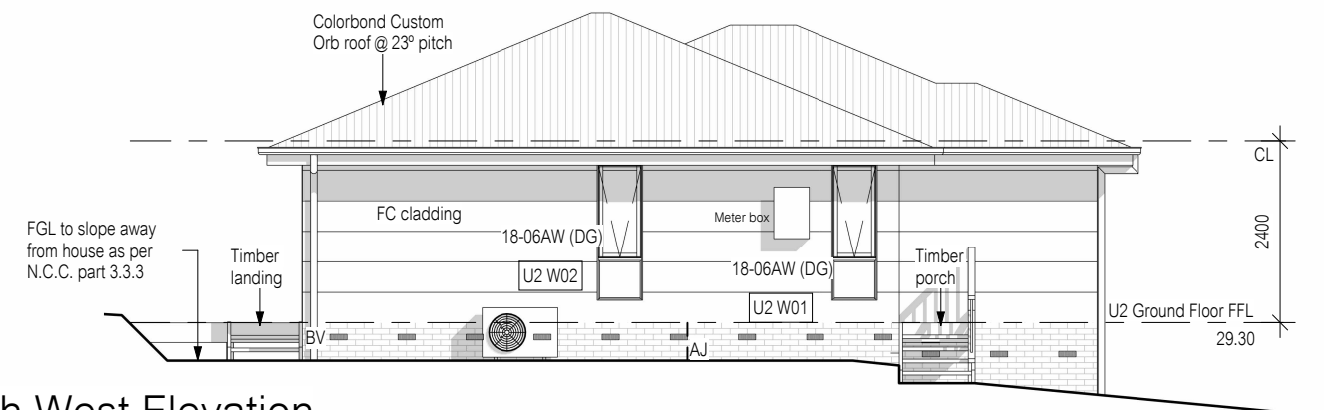 Colorbond Custom
Orb roof @ 23º pitch
CL
FC cladding
Meter box
2400
FGL to slope away
from house as per
N.C.C. part 3.3.3
Timber
landing
18-06AW (DG)
U2 W02
18-06AW (DG)
U2 W01
Timber
porch
U2 Ground Floor FFL
29.30
BV
AJ
West Elevation